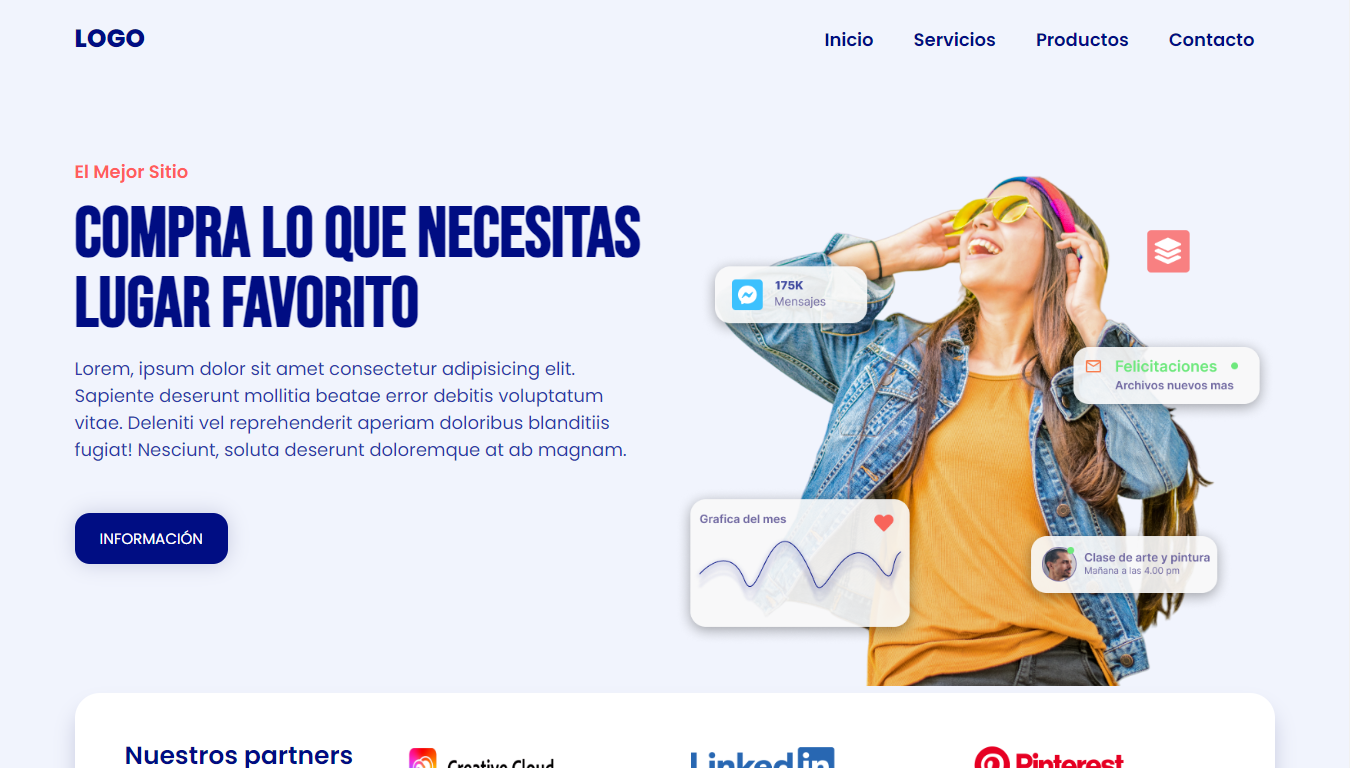 LOGO
Inicio Servicios Productos Contacto
El Mejor Sitio
COMPRA LO QUE NECESITAS
LUGAR FAVORITO
Lorem, ipsum dolor sit amet consectetur adipisicing elit.
Sapiente deserunt mollitia beatae error debitis voluptatum
vitae. Deleniti vel reprehenderit aperiam doloribus blanditiis
fugiat! Nesciunt, soluta deserunt doloremque at ab magnam.
INFORMACIÓN
175K
Mensajes
Felicitaciones
Archivos nuevos mas
Grafica del mes
Clase de arte y pintura
Mañana a las 4.00 pm
Nuestros partners
Creative Cloud
Linked in
Pinterest